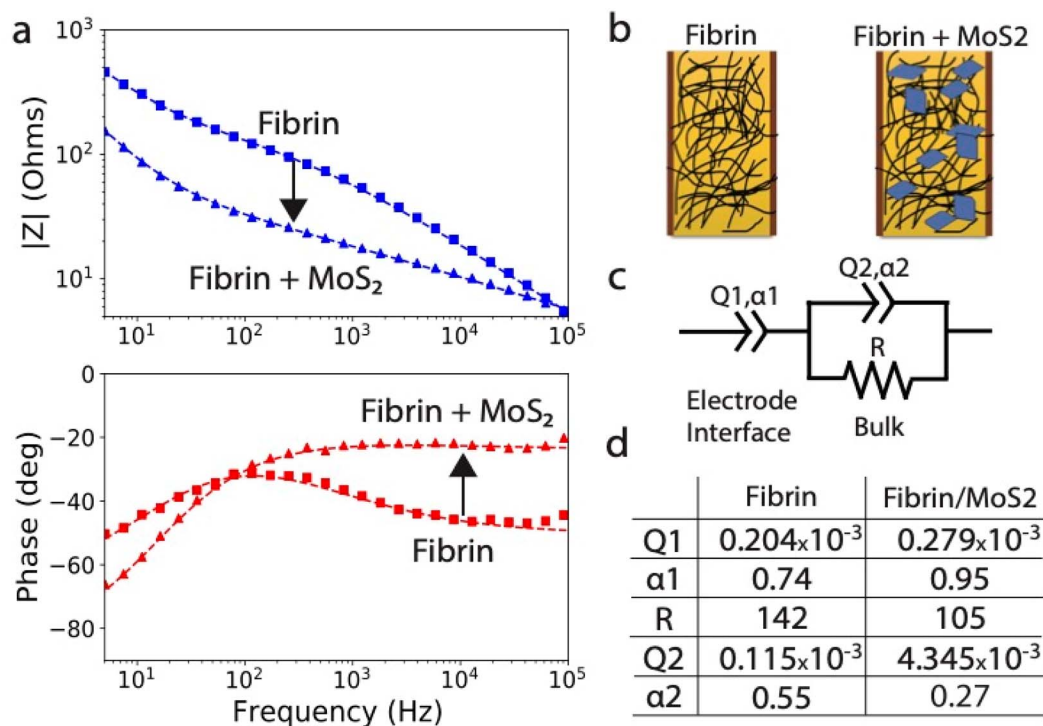 a
10³
10²
10¹
|Z| (Ohms)
Fibrin
Fibrin + MoS₂
10¹ 10² 10³ 10⁴ 10⁵
0
−20
−40
−60
−80
Phase (deg)
Fibrin + MoS₂
Fibrin
10¹ 10² 10³ 10⁴ 10⁵
Frequency (Hz)
b
Fibrin Fibrin + MoS2
c
Q2,α2
Q1,α1
R
Electrode
Interface
Bulk
d
Fibrin Fibrin/MoS2
Q1 0.204x10⁻³ 0.279x10⁻³
α1 0.74 0.95
R 142 105
Q2 0.115x10⁻³ 4.345x10⁻³
α2 0.55 0.27